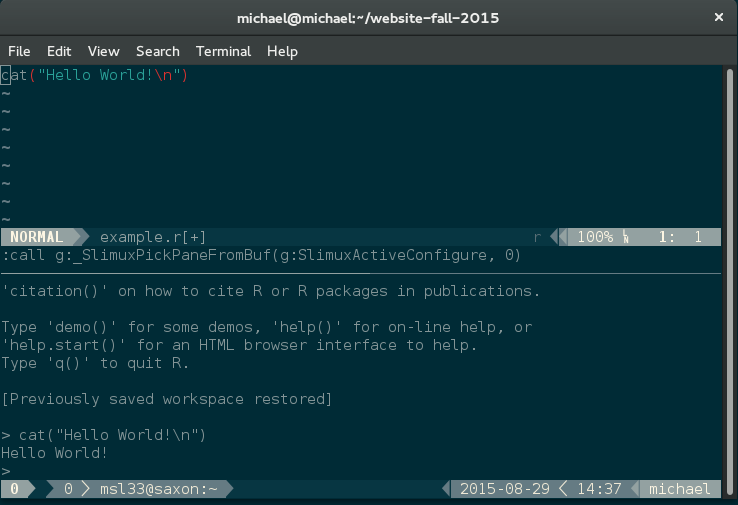 michael@michael:~/website-fall-2015 ×
File Edit View Search Terminal Help
cat("Hello World!\n")
~
~
~
~
~
~
~
~
NORMAL example.r[+] r 100% ␤ 1: 1
:call g:_SlimuxPickPaneFromBuf(g:SlimuxActiveConfigure, 0)
'citation()' on how to cite R or R packages in publications.
Type 'demo()' for some demos, 'help()' for on-line help, or
'help.start()' for an HTML browser interface to help.
Type 'q()' to quit R.
[Previously saved workspace restored]
> cat("Hello World!\n")
Hello World!
>
0 0 msl33@saxon:~ 2015-08-29 14:37 michael